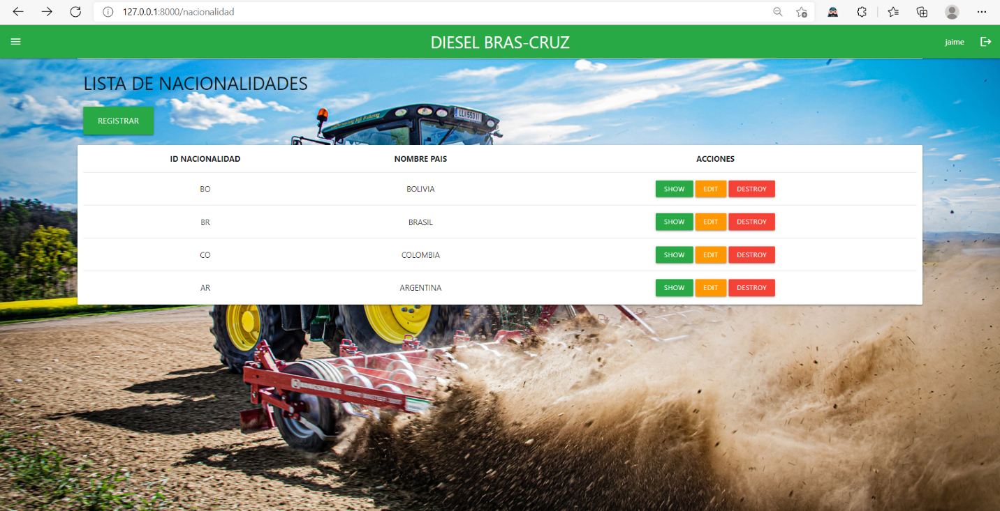 127.0.0.1:8000/nacionalidad
DIESEL BRAS-CRUZ
jaime
LISTA DE NACIONALIDADES
REGISTRAR
ID NACIONALIDAD NOMBRE PAIS ACCIONES
BO BOLIVIA SHOW EDIT DESTROY
BR BRASIL SHOW EDIT DESTROY
CO COLOMBIA SHOW EDIT DESTROY
AR ARGENTINA SHOW EDIT DESTROY